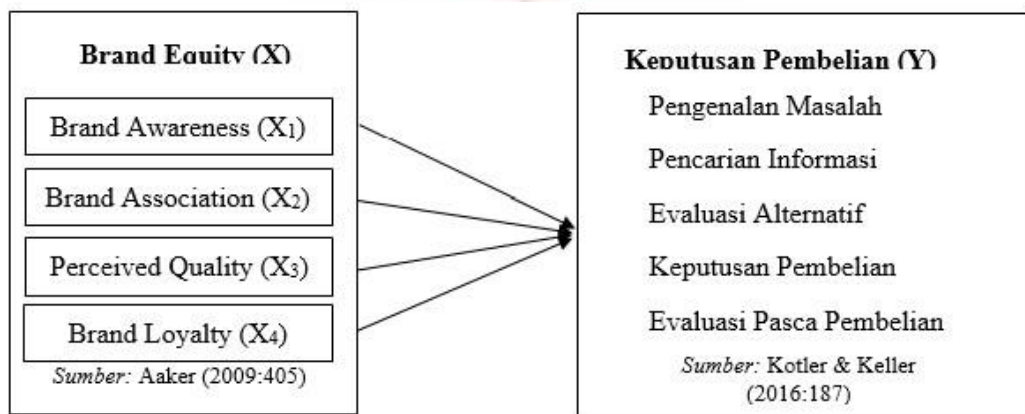 Brand Equity (X)
Brand Awareness (X₁)
Brand Association (X₂)
Perceived Quality (X₃)
Brand Loyalty (X₄)
Sumber: Aaker (2009:405)
Keputusan Pembelian (Y)
Pengenalan Masalah
Pencarian Informasi
Evaluasi Alternatif
Keputusan Pembelian
Evaluasi Pasca Pembelian
Sumber: Kotler & Keller
(2016:187)